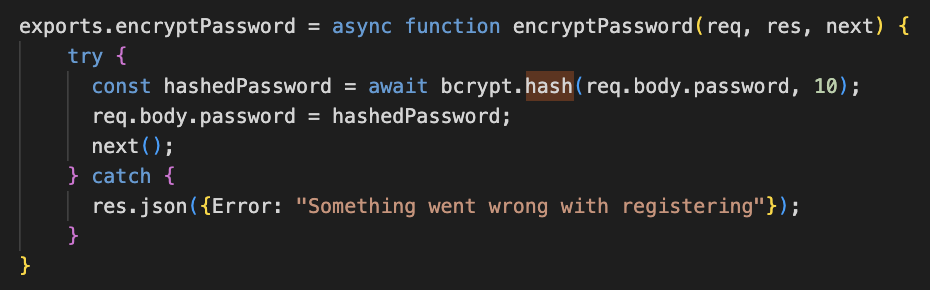 exports.encryptPassword = async function encryptPassword(req, res, next) {
try {
const hashedPassword = await bcrypt.hash(req.body.password, 10);
req.body.password = hashedPassword;
next();
} catch {
res.json({Error: "Something went wrong with registering"});
}
}